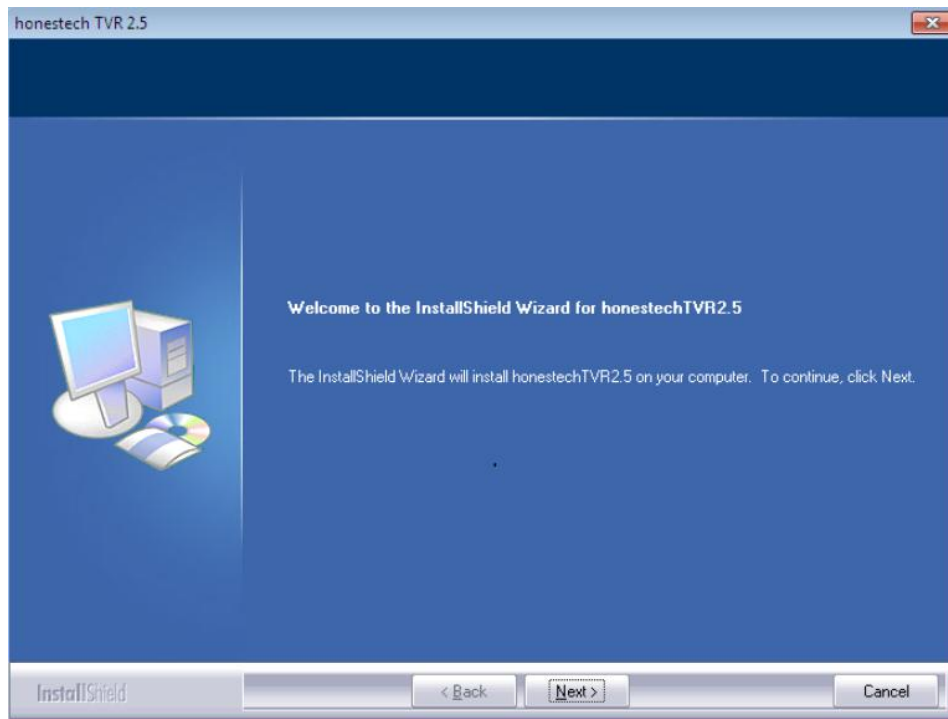 honestech TVR 2.5
Welcome to the InstallShield Wizard for honestechTVR2.5
The InstallShield Wizard will install honestechTVR2.5 on your computer.  To continue, click Next.
InstallShield
< Back
Next >
Cancel